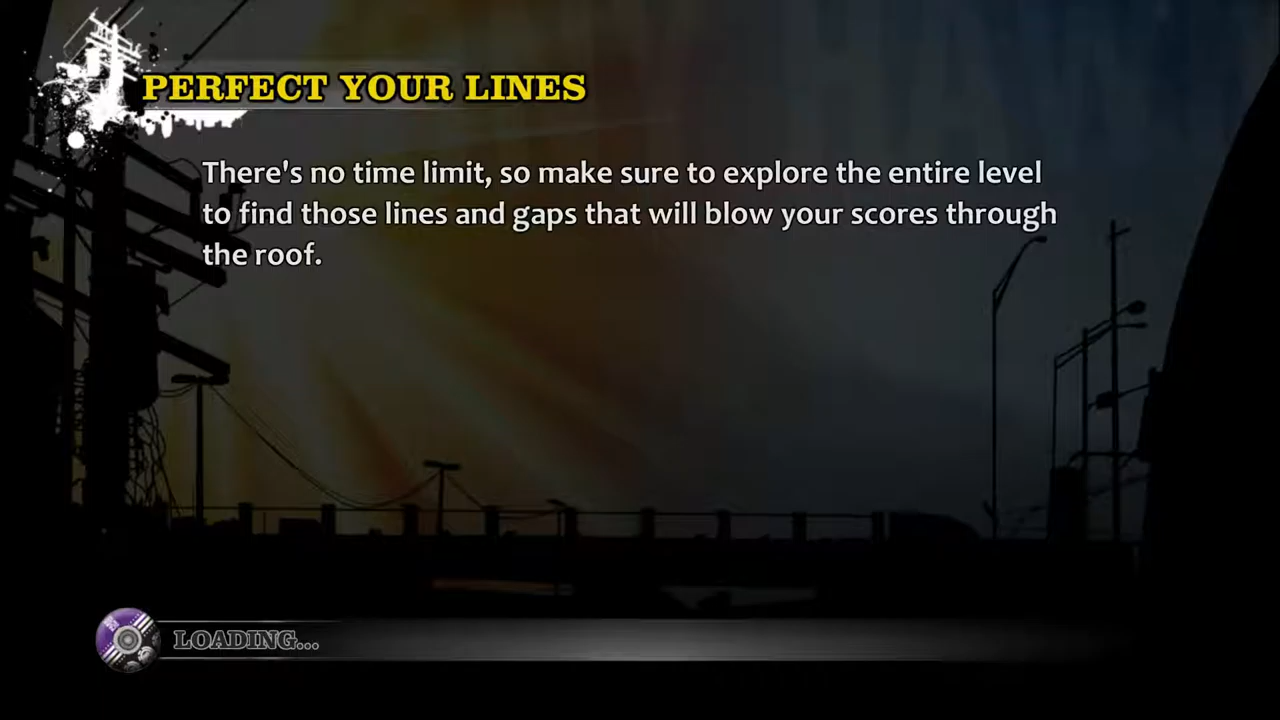 PERFECT YOUR LINES
There's no time limit, so make sure to explore the entire level
to find those lines and gaps that will blow your scores through
the roof.
LOADING...